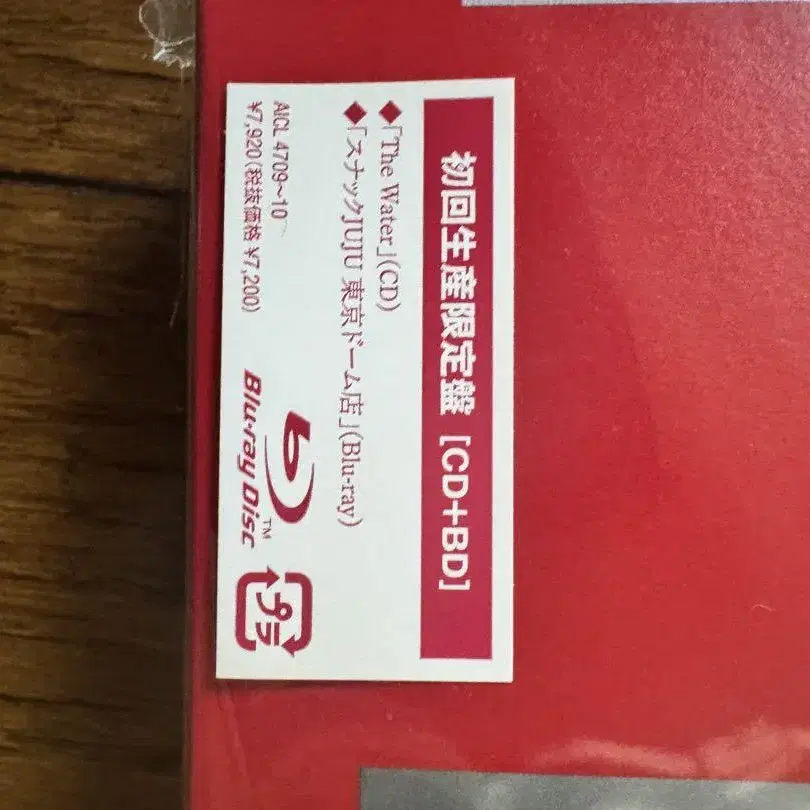 初回生産限定盤 [CD+BD]
◆「The Water」(CD)
◆「スナックJUJU 東京ドーム店」(Blu-ray)
AICL 4709~10
¥7,920(税抜価格 ¥7,200)
Blu-ray Disc™
プラ